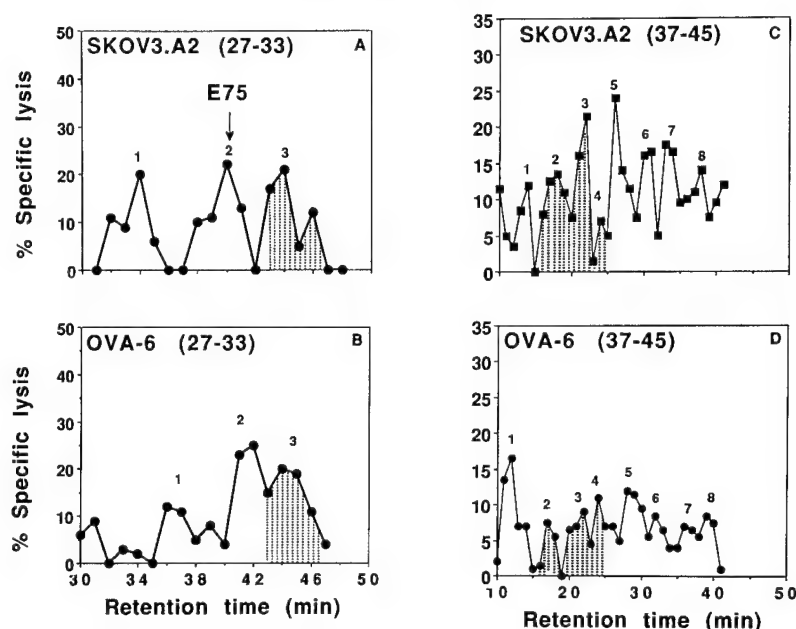 SKOV3.A2 (27-33) A
E75
1 2 3
50
40
30
20
10
0
% Specific lysis
OVA-6 (27-33) B
1 2 3
50
40
30
20
10
0
% Specific lysis
30 34 38 42 46 50
Retention time (min)
SKOV3.A2 (37-45) C
1 2 3 4 5 6 7 8
35
30
25
20
15
10
5
0
OVA-6 (37-45) D
1 2 3 4 5 6 7 8
35
30
25
20
15
10
5
0
10 20 30 40 50
Retention time (min)